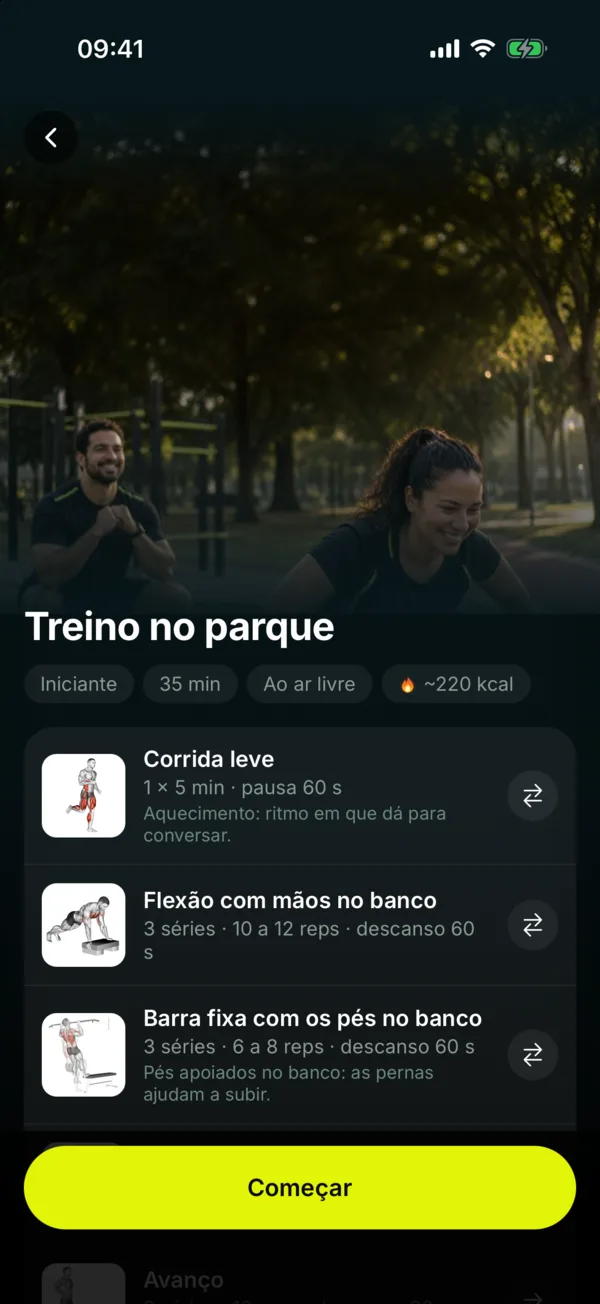 09:41
Treino no parque
Iniciante
35 min
Ao ar livre
🔥 ~220 kcal
Corrida leve
1 × 5 min · pausa 60 s
Aquecimento: ritmo em que dá para
conversar.
Flexão com mãos no banco
3 séries · 10 a 12 reps · descanso 60
s
Barra fixa com os pés no banco
3 séries · 6 a 8 reps · descanso 60 s
Pés apoiados no banco: as pernas
ajudam a subir.
Começar
Avanço